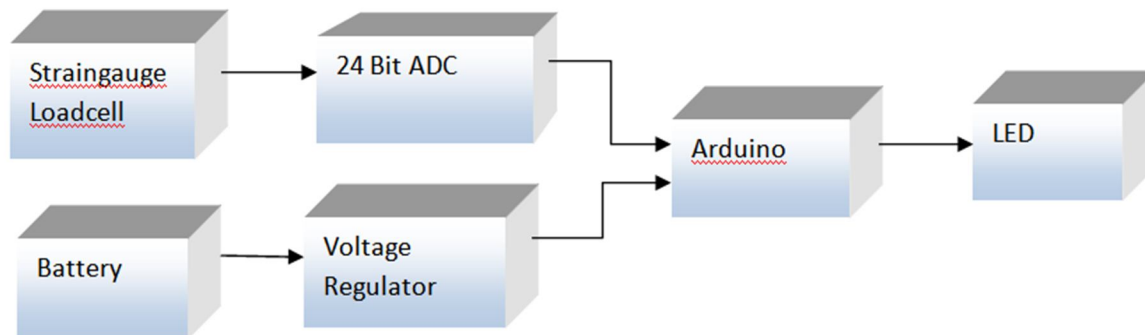 Straingauge
Loadcell
24 Bit ADC
Arduino
LED
Battery
Voltage
Regulator